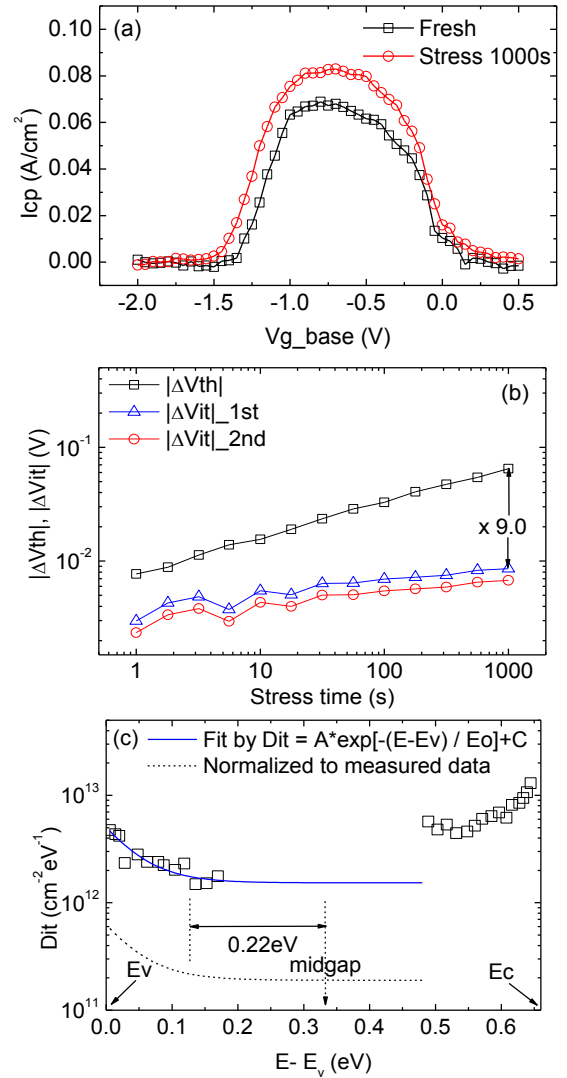 (a)
Fresh
Stress 1000s
0.10
0.08
0.06
0.04
0.02
0.00
Icp (A/cm²)
-2.0 -1.5 -1.0 -0.5 0.0 0.5
Vg_base (V)
(b)
|ΔVth|
|ΔVit|_1st
|ΔVit|_2nd
10⁻¹
10⁻²
|ΔVth|, |ΔVit| (V)
x 9.0
1 10 100 1000
Stress time (s)
(c)
Fit by Dit = A*exp[-(E-Ev) / Eo]+C
Normalized to measured data
10¹³
10¹²
10¹¹
Dit (cm⁻²eV⁻¹)
0.22eV
midgap
Ev
Ec
0.0 0.1 0.2 0.3 0.4 0.5 0.6
E- Eᵥ (eV)